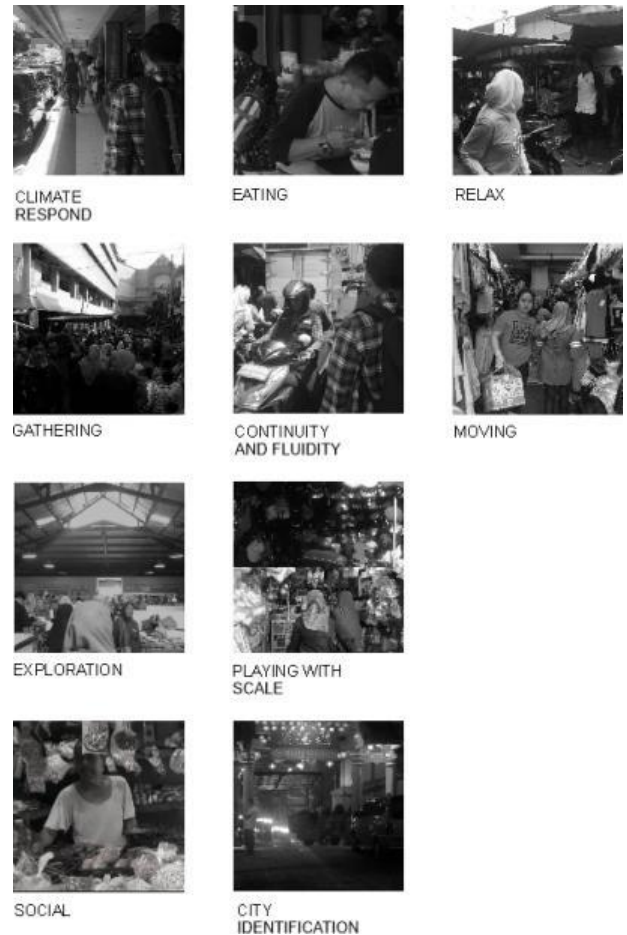 CLIMATE
RESPOND
EATING
RELAX
GATHERING
CONTINUITY
AND FLUIDITY
MOVING
EXPLORATION
PLAYING WITH
SCALE
SOCIAL
CITY
IDENTIFICATION